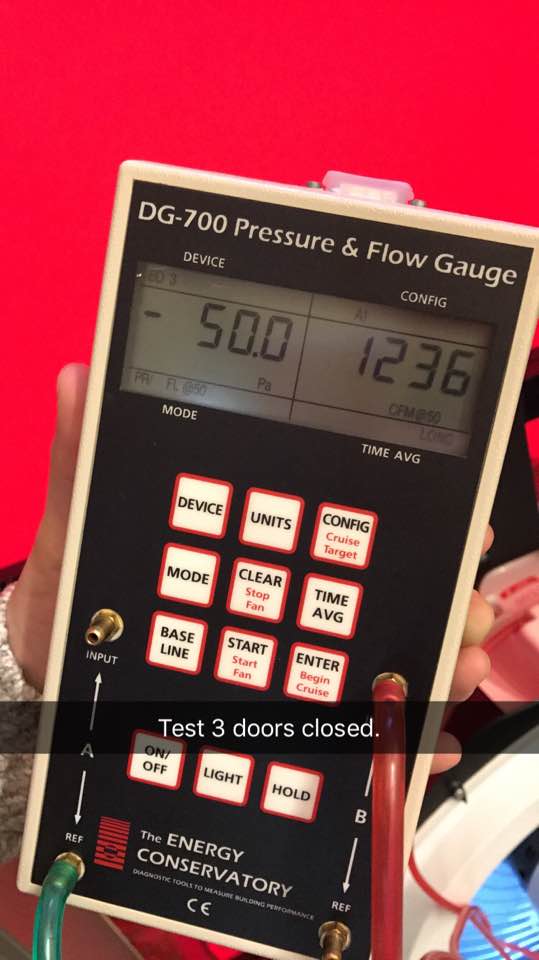 DG-700 Pressure & Flow Gauge
DEVICE
CONFIG
BD 3
A1
- 50.0
1236
PR/ FL @50
Pa
CFM@50
LONG
MODE
TIME AVG
DEVICE
UNITS
CONFIG
Cruise
Target
MODE
CLEAR
Stop
Fan
TIME
AVG
BASE
LINE
START
Start
Fan
ENTER
Begin
Cruise
INPUT
Test 3 doors closed.
A
ON/
OFF
LIGHT
HOLD
B
REF
The ENERGY
CONSERVATORY
DIAGNOSTIC TOOLS TO MEASURE BUILDING PERFORMANCE
CE
REF